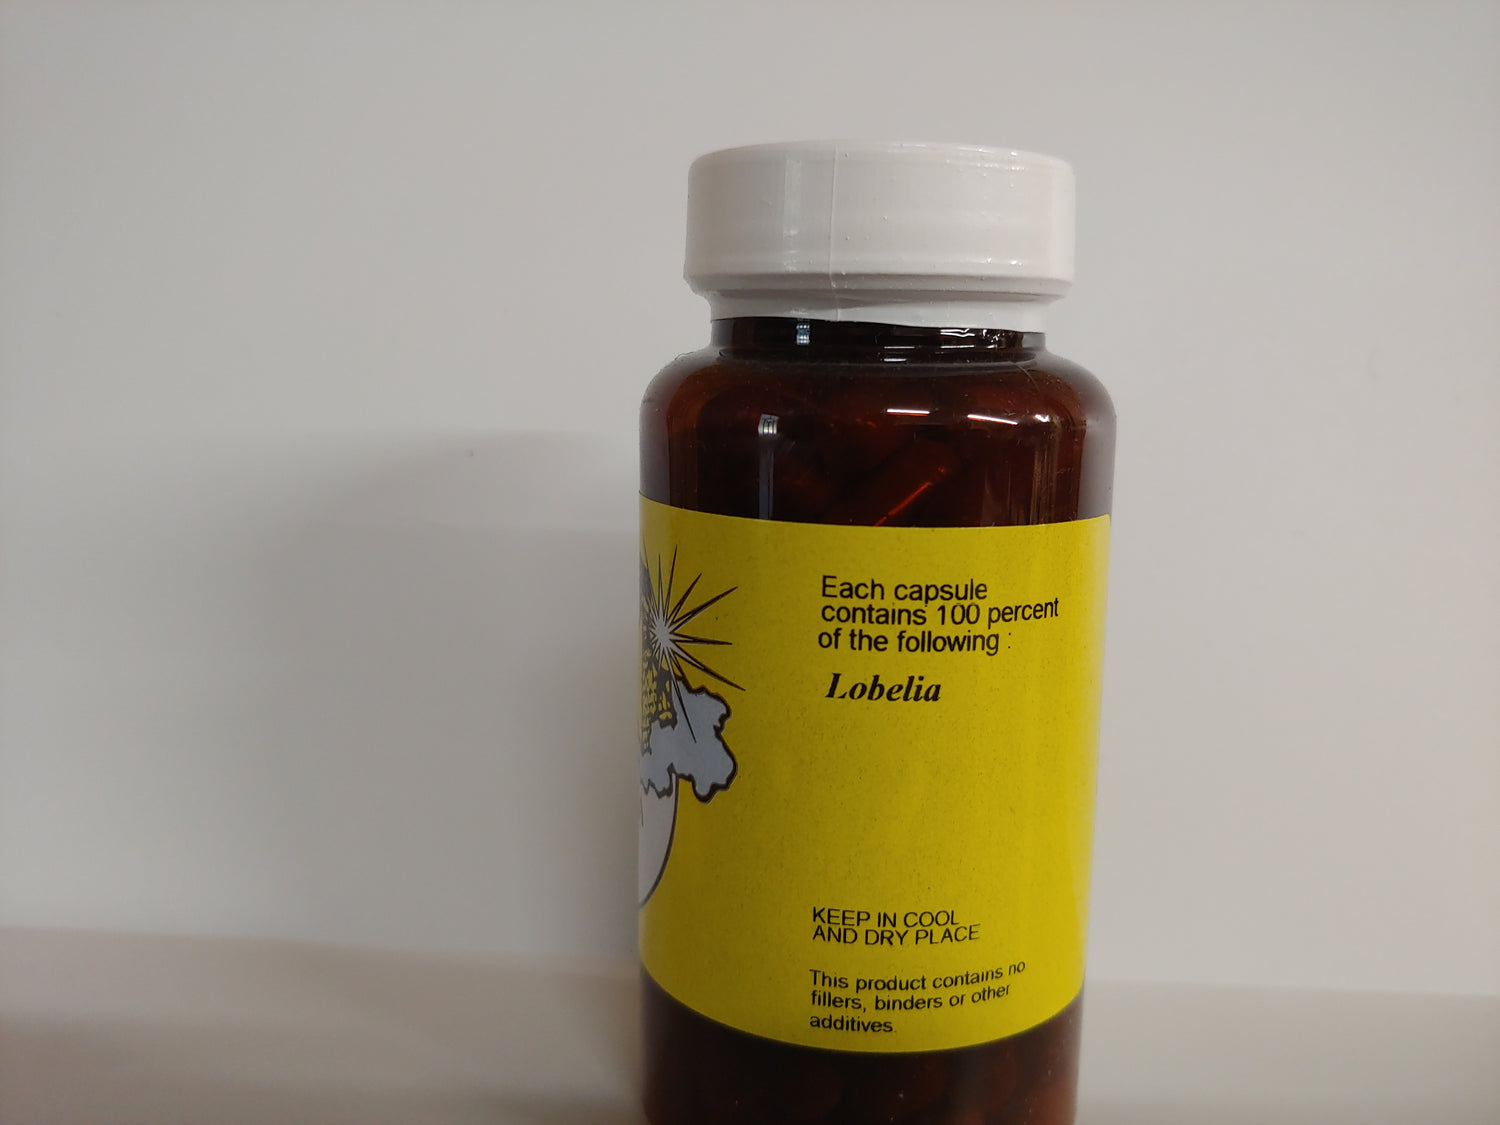 Each capsule
contains 100 percent
of the following :
Lobelia
KEEP IN COOL
AND DRY PLACE
This product contains no
fillers, binders or other
additives.